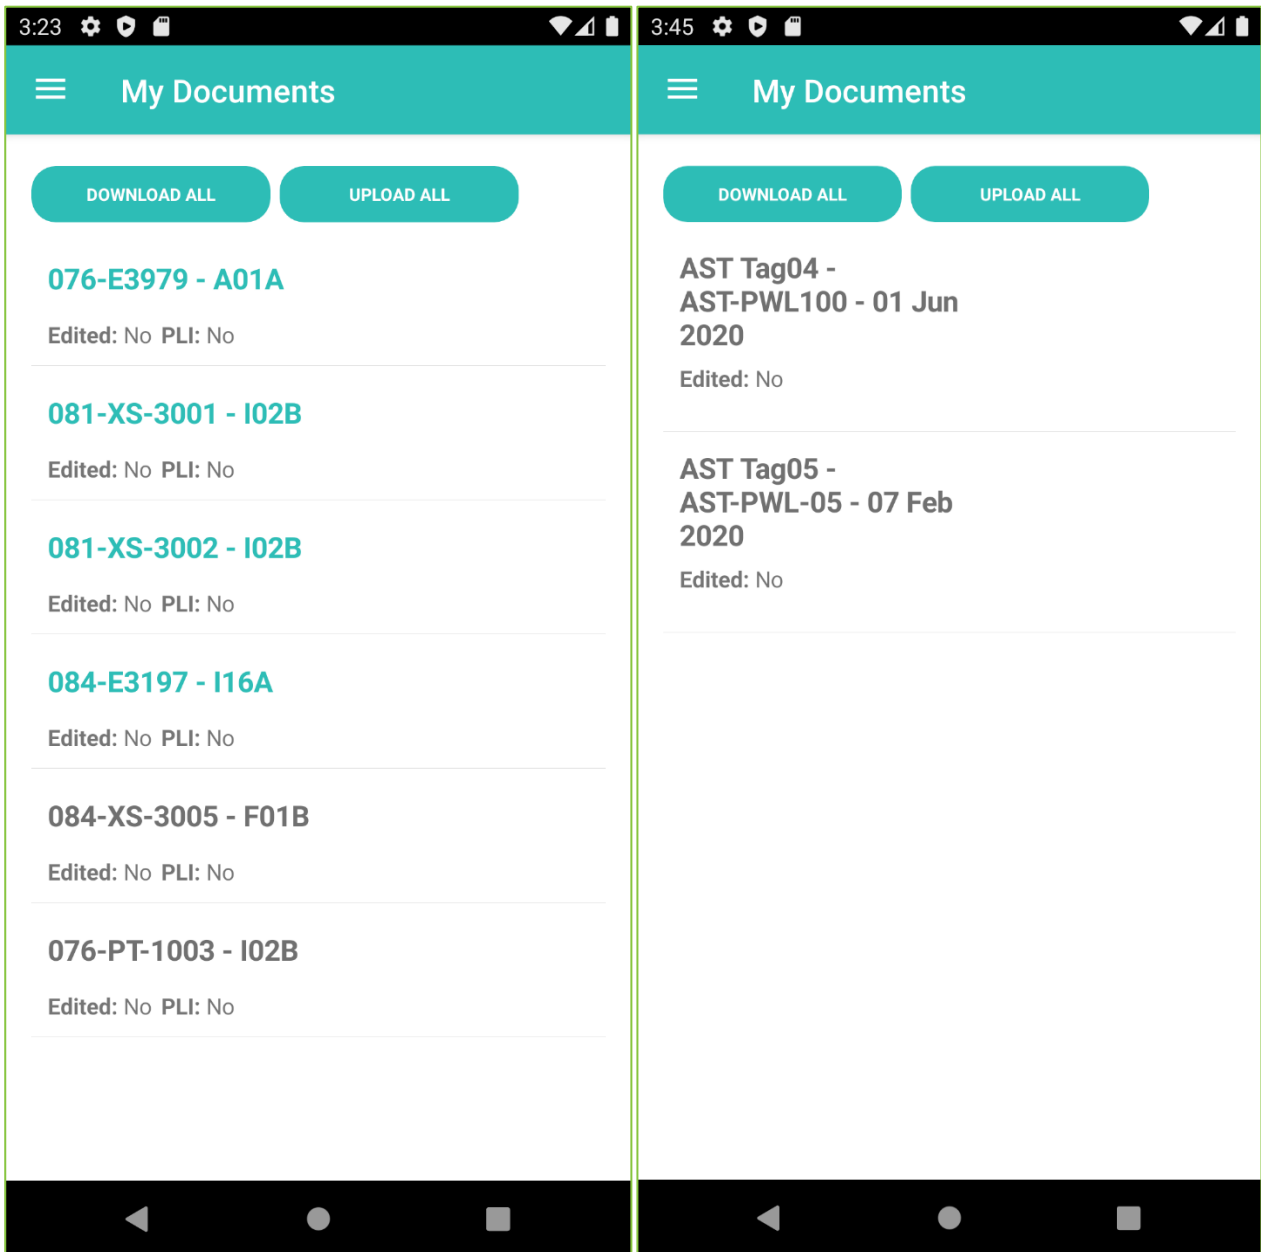 3:23
My Documents
DOWNLOAD ALL UPLOAD ALL
076-E3979 - A01A
Edited: No PLI: No
081-XS-3001 - I02B
Edited: No PLI: No
081-XS-3002 - I02B
Edited: No PLI: No
084-E3197 - I16A
Edited: No PLI: No
084-XS-3005 - F01B
Edited: No PLI: No
076-PT-1003 - I02B
Edited: No PLI: No
3:45
My Documents
DOWNLOAD ALL UPLOAD ALL
AST Tag04 -
AST-PWL100 - 01 Jun
2020
Edited: No
AST Tag05 -
AST-PWL-05 - 07 Feb
2020
Edited: No